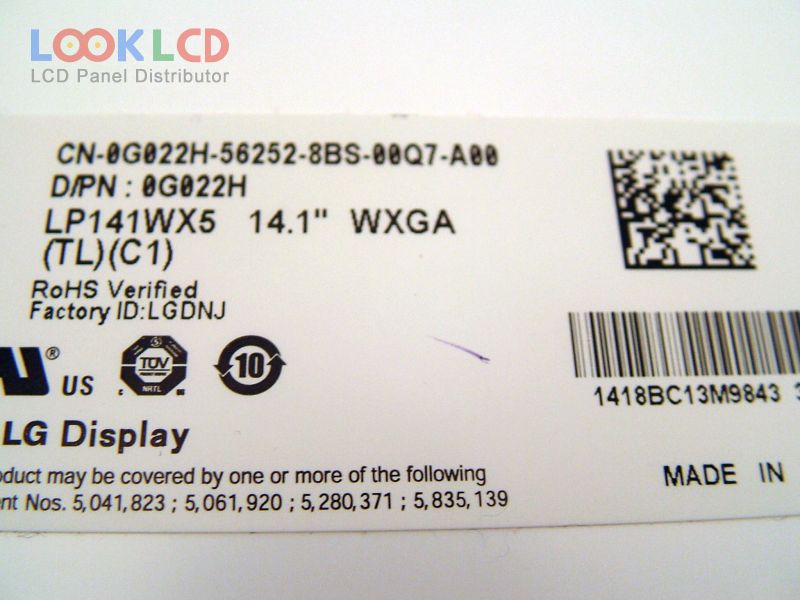 LOOKLCD
LCD Panel Distributor
CN-0G022H-56252-8BS-00Q7-A00
D/PN : 0G022H
LP141WX5 14.1" WXGA
(TL)(C1)
RoHS Verified
Factory ID:LGDNJ
® US
TÜV
NRTL
10
1418BC13M9843 3
LG Display
oduct may be covered by one or more of the following
MADE IN
ent Nos. 5,041,823 ; 5,061,920 ; 5,280,371 ; 5,835,139